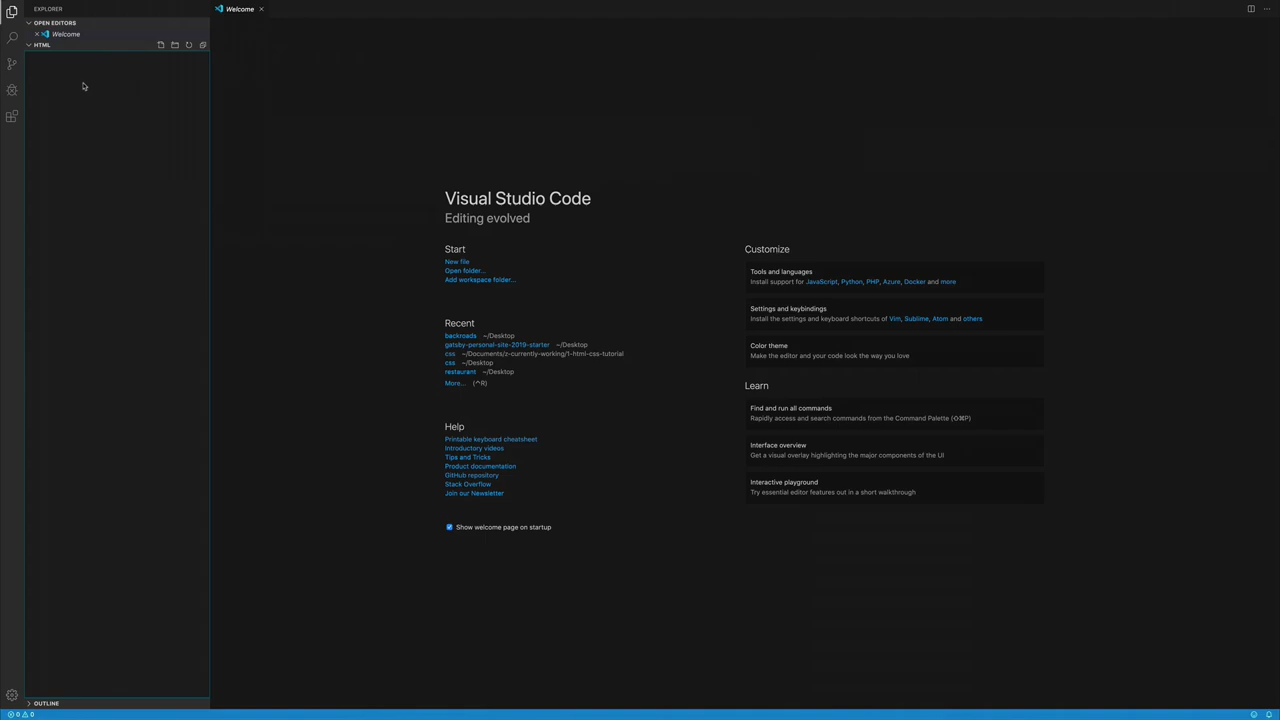 EXPLORER
OPEN EDITORS
Welcome
HTML
OUTLINE
Welcome
Visual Studio Code
Editing evolved
Start
New file
Open folder...
Add workspace folder...
Recent
backroads ~/Desktop
gatsby-personal-site-2019-starter ~/Desktop
css ~/Documents/z-currently-working/1-html-css-tutorial
css ~/Desktop
restaurant ~/Desktop
More... (^R)
Help
Printable keyboard cheatsheet
Introductory videos
Tips and Tricks
Product documentation
GitHub repository
Stack Overflow
Join our Newsletter
Show welcome page on startup
Customize
Tools and languages
Install support for JavaScript, Python, PHP, Azure, Docker and more
Settings and keybindings
Install the settings and keyboard shortcuts of Vim, Sublime, Atom and others
Color theme
Make the editor and your code look the way you love
Learn
Find and run all commands
Rapidly access and search commands from the Command Palette (⇧⌘P)
Interface overview
Get a visual overlay highlighting the major components of the UI
Interactive playground
Try essential editor features out in a short walkthrough
0 0